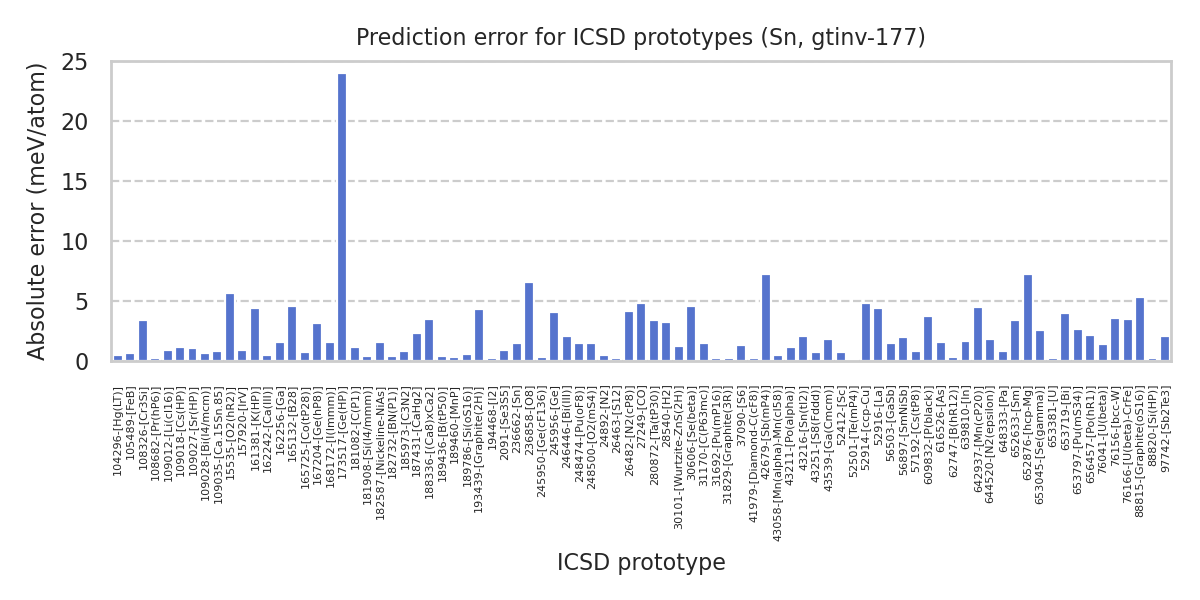 Prediction error for ICSD prototypes (Sn, gtinv-177)
Absolute error (meV/atom)
25
20
15
10
5
0
104296-[Hg(LT)]
105489-[FeB]
108326-[Cr3Si]
108682-[Pr(hP6)]
109012-[Li(cI16)]
109018-[Cs(HP)]
109027-[Sr(HP)]
109028-[Bi(I4/mcm)]
109035-[Ca.15Sn.85]
15535-[O2(hR2)]
157920-[IrV]
161381-[K(HP)]
162242-[Ca(III)]
162256-[Ga]
165132-[B28]
165725-[Co(tP28)]
167204-[Ge(hP8)]
168172-[I(Immm)]
173517-[Ge(HP)]
181082-[C(P1)]
181908-[Si(I4/mmm)]
182587-[Nickeline-NiAs]
182732-[BN(P1)]
185973-[C3N2]
187431-[CaHg2]
188336-[(Ca8)xCa2]
189436-[B(tP50)]
189460-[MnP]
189786-[Si(oS16)]
193439-[Graphite(2H)]
194468-[I2]
2091-[Se3S5]
236662-[Sn]
236858-[O8]
245950-[Ge(cF136)]
245956-[Ge]
246446-[Bi(III)]
248474-[Pu(oF8)]
248500-[O2(mS4)]
24892-[N2]
26463-[S12]
26482-[N2(cP8)]
27249-[CO]
280872-[Ta(tP30)]
28540-[H2]
30101-[Wurtzite-ZnS(2H)]
30606-[Se(beta)]
31170-[C(P63mc)]
31692-[Pu(mP16)]
31829-[Graphite(3R)]
37090-[S6]
41979-[Diamond-C(cF8)]
42679-[Sb(mP4)]
43058-[Mn(alpha)-Mn(cI58)]
43211-[Po(alpha)]
43216-[Sn(tI2)]
43251-[S8(Fddd)]
43539-[Ga(Cmcm)]
52412-[Sc]
52501-[Te(mP4)]
52914-[ccp-Cu]
52916-[La]
56503-[GaSb]
56897-[SmNiSb]
57192-[Cs(tP8)]
609832-[P(black)]
616526-[As]
62747-[B(hR12)]
639810-[In]
642937-[Mn(cP20)]
644520-[N2(epsilon)]
648333-[Pa]
652633-[Sm]
652876-[hcp-Mg]
653045-[Se(gamma)]
653381-[U]
653719-[Bi]
653797-[Pu(mS34)]
656457-[Po(hR1)]
76041-[U(beta)]
76156-[bcc-W]
76166-[U(beta)-CrFe]
88815-[Graphite(oS16)]
88820-[Si(HP)]
97742-[Sb2Te3]
ICSD prototype